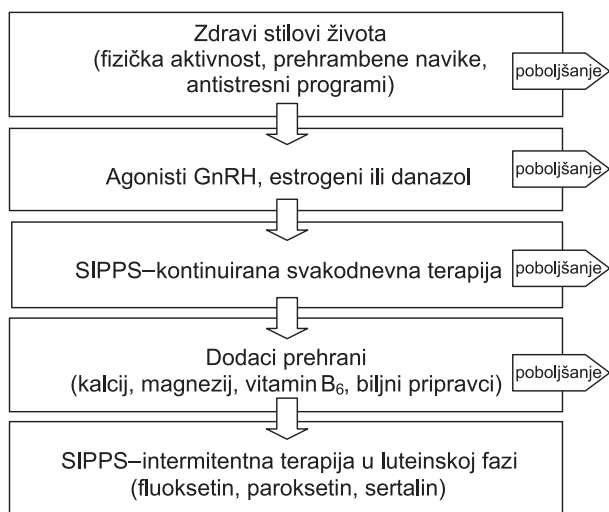 Zdravi stilovi života
(fizička aktivnost, prehrambene navike,
antistresni programi)
poboljšanje
Agonisti GnRH, estrogeni ili danazol
poboljšanje
SIPPS–kontinuirana svakodnevna terapija
poboljšanje
Dodaci prehrani
(kalcij, magnezij, vitamin B₆, biljni pripravci)
poboljšanje
SIPPS–intermitentna terapija u luteinskoj fazi
(fluoksetin, paroksetin, sertalin)